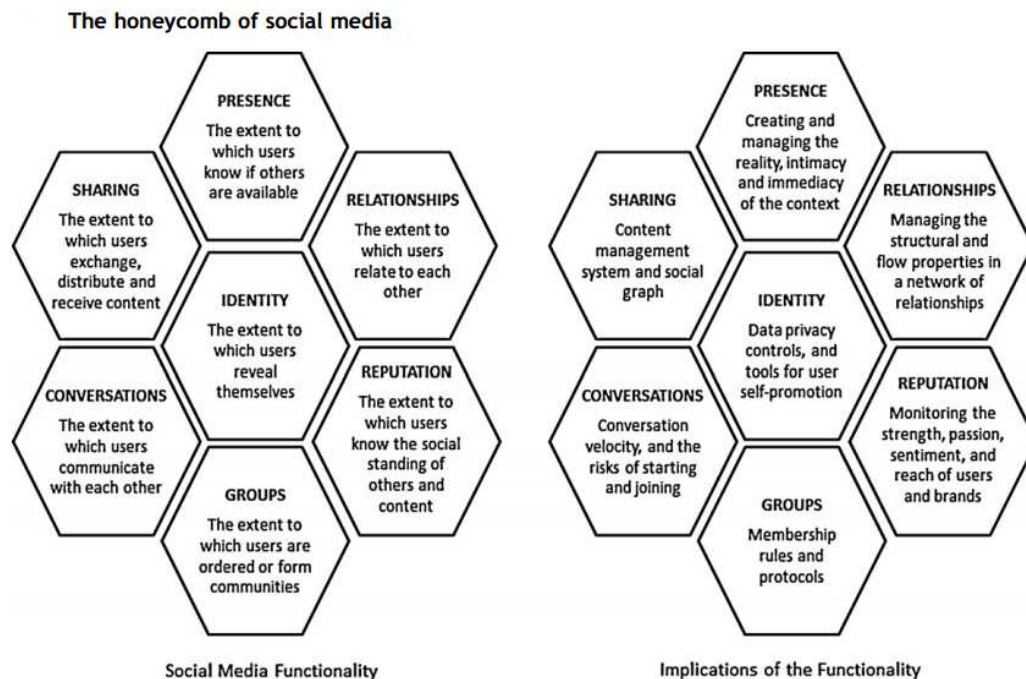 The honeycomb of social media
PRESENCE
The extent to
which users
know if others
are available
SHARING
The extent to
which users
exchange,
distribute and
receive content
RELATIONSHIPS
The extent to
which users
relate to each
other
IDENTITY
The extent to
which users
reveal
themselves
CONVERSATIONS
The extent to
which users
communicate
with each other
REPUTATION
The extent to
which users
know the social
standing of
others and
content
GROUPS
The extent to
which users are
ordered or form
communities
Social Media Functionality
PRESENCE
Creating and
managing the
reality, intimacy
and immediacy
of the context
SHARING
Content
management
system and social
graph
RELATIONSHIPS
Managing the
structural and
flow properties in
a network of
relationships
IDENTITY
Data privacy
controls, and
tools for user
self-promotion
CONVERSATIONS
Conversation
velocity, and the
risks of starting
and joining
REPUTATION
Monitoring the
strength, passion,
sentiment, and
reach of users
and brands
GROUPS
Membership
rules and
protocols
Implications of the Functionality